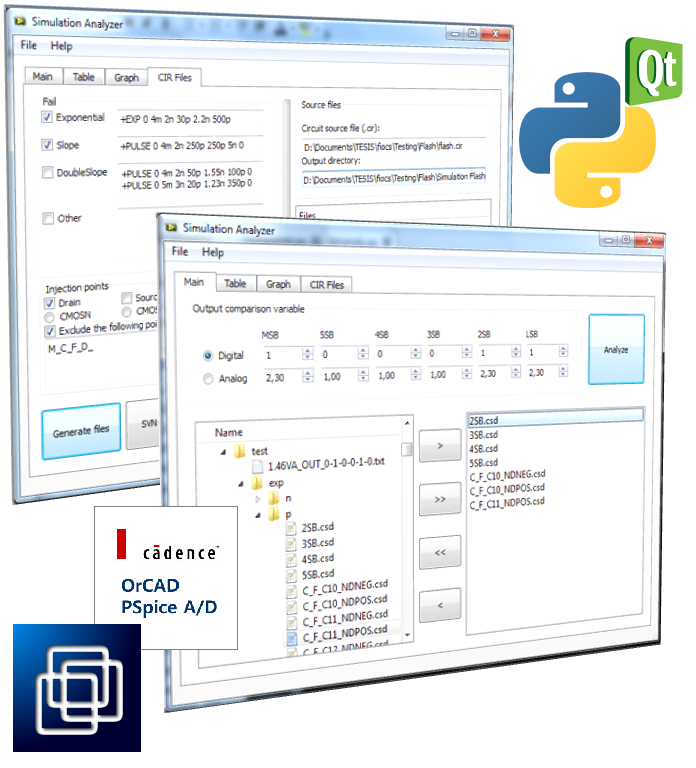 Simulation Analyzer
File Help
Main Table Graph CIR Files
Fail
Exponential +EXP 0 4m 2n 30p 2.2n 500p
Slope +PULSE 0 4m 2n 250p 250p 5n 0
DoubleSlope +PULSE 0 4m 2n 50p 1.55n 100p 0
+PULSE 0 5m 3n 20p 1.23n 350p 0
Other
Source files
Circuit source file (.cir):
D:\Documents\TESIS\fiocs\Testing\Flash\flash.cir
Output directory:
D:\Documents\TESIS\fiocs\Testing\Flash\Simulation Flash
Files
Injection points
Drain
CMOSN
Exclude the following
M_C_F_D_
Generate files
SVN
Qt
Simulation Analyzer
File Help
Main Table Graph CIR Files
Output comparison variable
MSB 5SB 4SB 3SB 2SB LSB
Digital 1 0 0 0 1 1
Analog 2,30 1,00 1,00 1,00 2,30 2,30
Analyze
Name
test
1.46VA_OUT_0-1-0-0-1-0.txt
exp
n
p
2SB.csd
3SB.csd
4SB.csd
5SB.csd
C_F_C10_NDNEG.csd
C_F_C10_NDPOS.csd
C_F_C11_NDNEG.csd
C_F_C11_NDPOS.csd
C_F_C12_NDNEG.csd
>
>>
<<
<
2SB.csd
3SB.csd
4SB.csd
5SB.csd
C_F_C10_NDNEG.csd
C_F_C10_NDPOS.csd
C_F_C11_NDPOS.csd
cādence
OrCAD
PSpice A/D